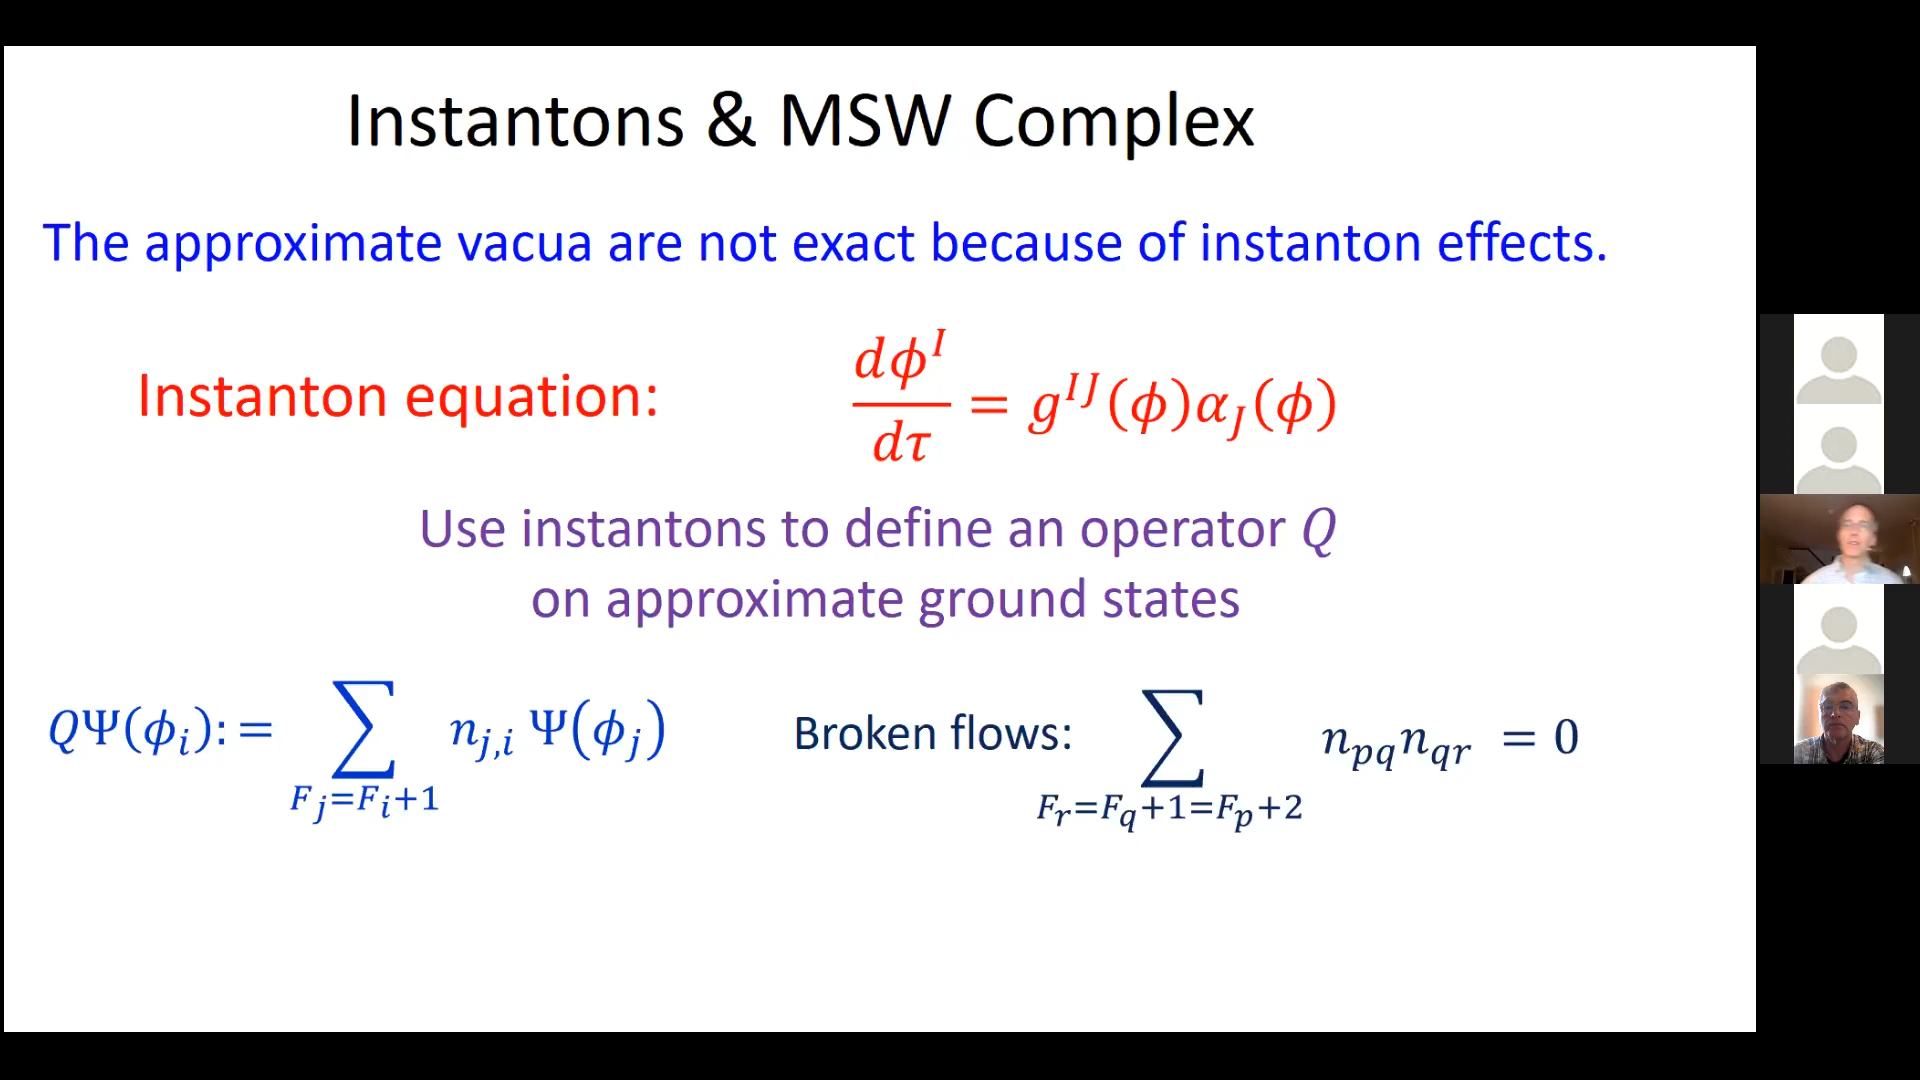 Instantons & MSW Complex
The approximate vacua are not exact because of instanton effects.
Instanton equation: dϕ^I/dτ = g^{IJ}(ϕ)α_J(ϕ)
Use instantons to define an operator Q
on approximate ground states
QΨ(ϕ_i):= ∑_{F_j=F_i+1} n_{j,i} Ψ(ϕ_j)
Broken flows: ∑_{F_r=F_q+1=F_p+2} n_{pq}n_{qr} = 0